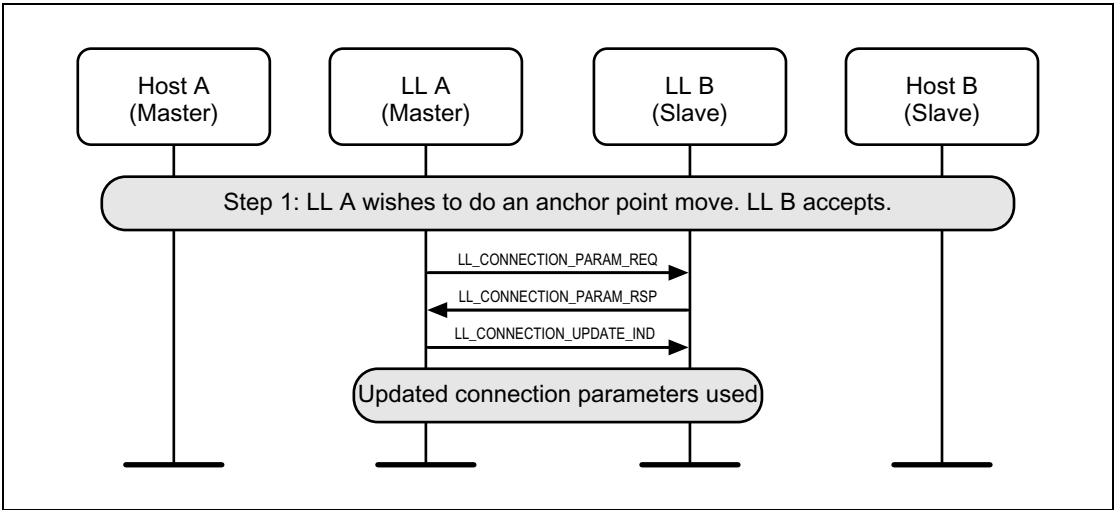 Host A
(Master)
LL A
(Master)
LL B
(Slave)
Host B
(Slave)
Step 1: LL A wishes to do an anchor point move. LL B accepts.
LL_CONNECTION_PARAM_REQ
LL_CONNECTION_PARAM_RSP
LL_CONNECTION_UPDATE_IND
Updated connection parameters used